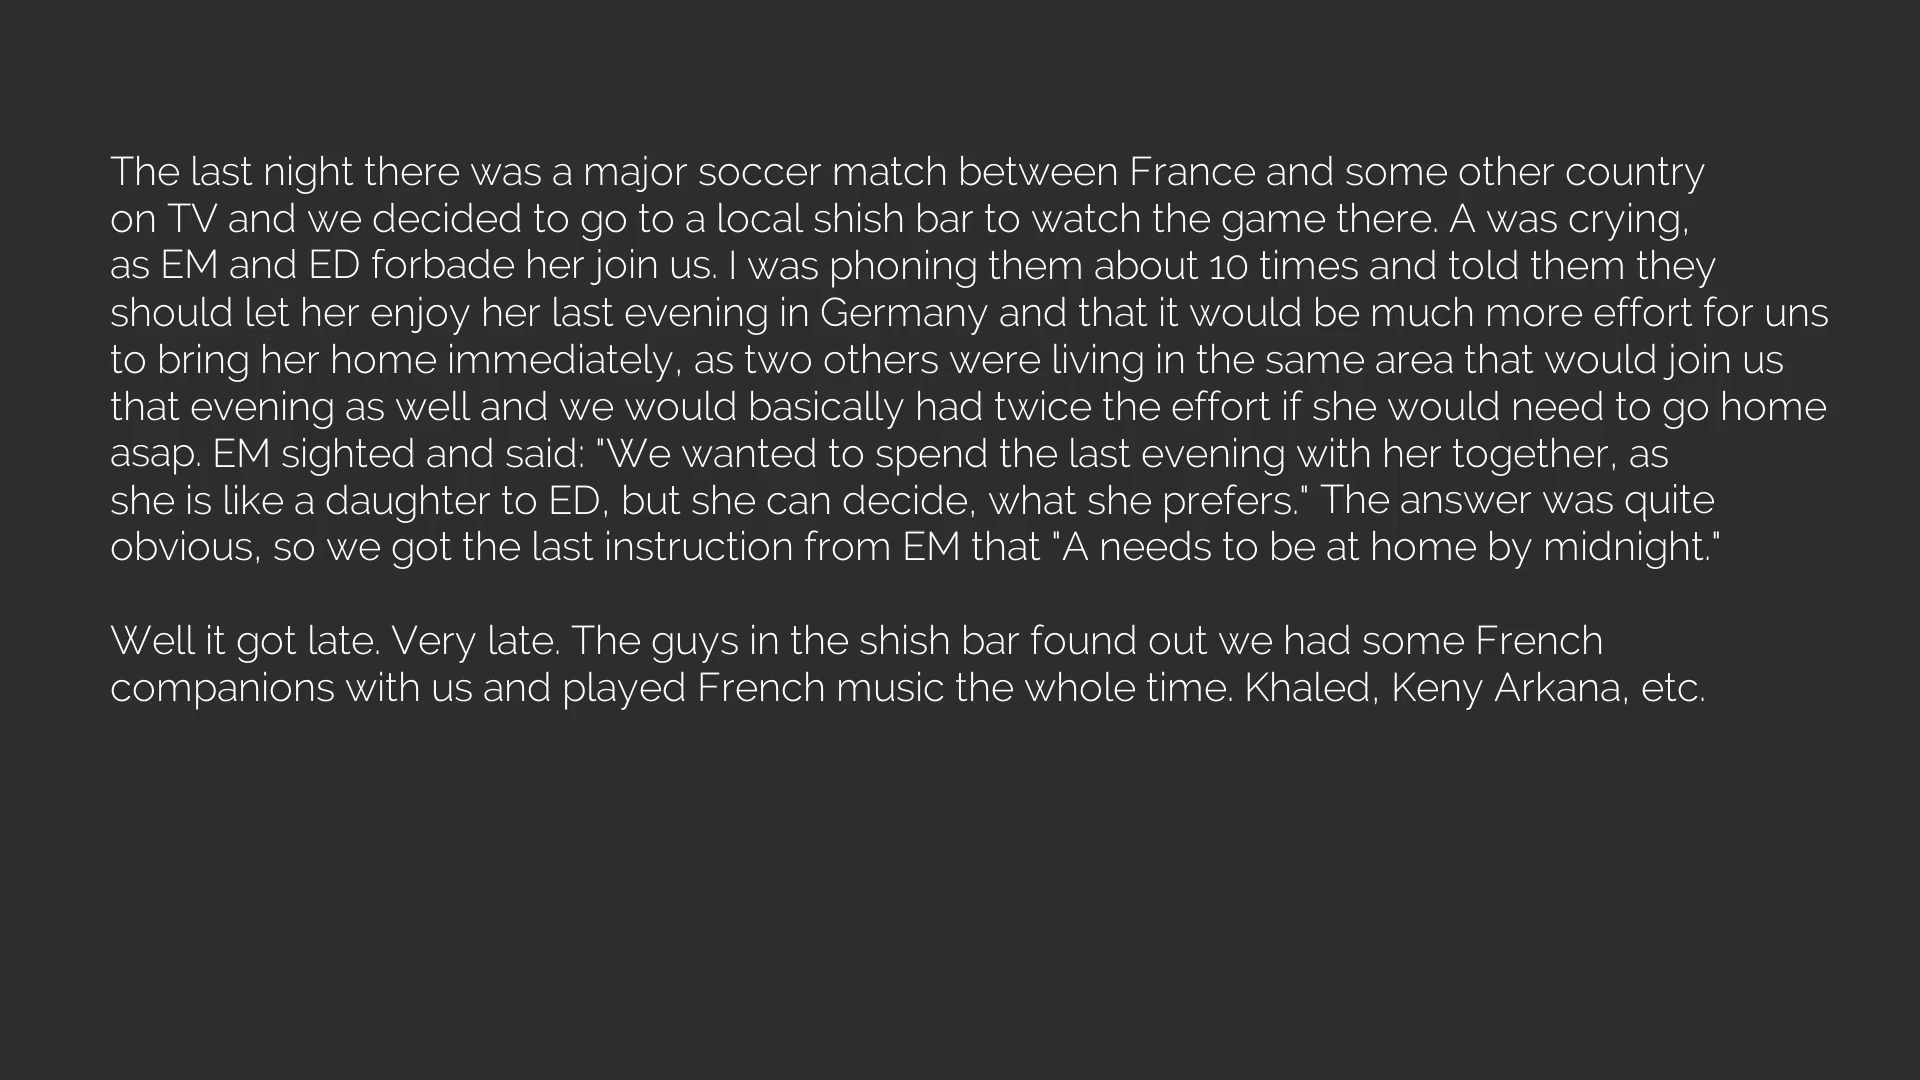 The last night there was a major soccer match between France and some other country
on TV and we decided to go to a local shish bar to watch the game there. A was crying,
as EM and ED forbade her join us. I was phoning them about 10 times and told them they
should let her enjoy her last evening in Germany and that it would be much more effort for uns
to bring her home immediately, as two others were living in the same area that would join us
that evening as well and we would basically had twice the effort if she would need to go home
asap. EM sighted and said: "We wanted to spend the last evening with her together, as
she is like a daughter to ED, but she can decide, what she prefers." The answer was quite
obvious, so we got the last instruction from EM that "A needs to be at home by midnight."

Well it got late. Very late. The guys in the shish bar found out we had some French
companions with us and played French music the whole time. Khaled, Keny Arkana, etc.